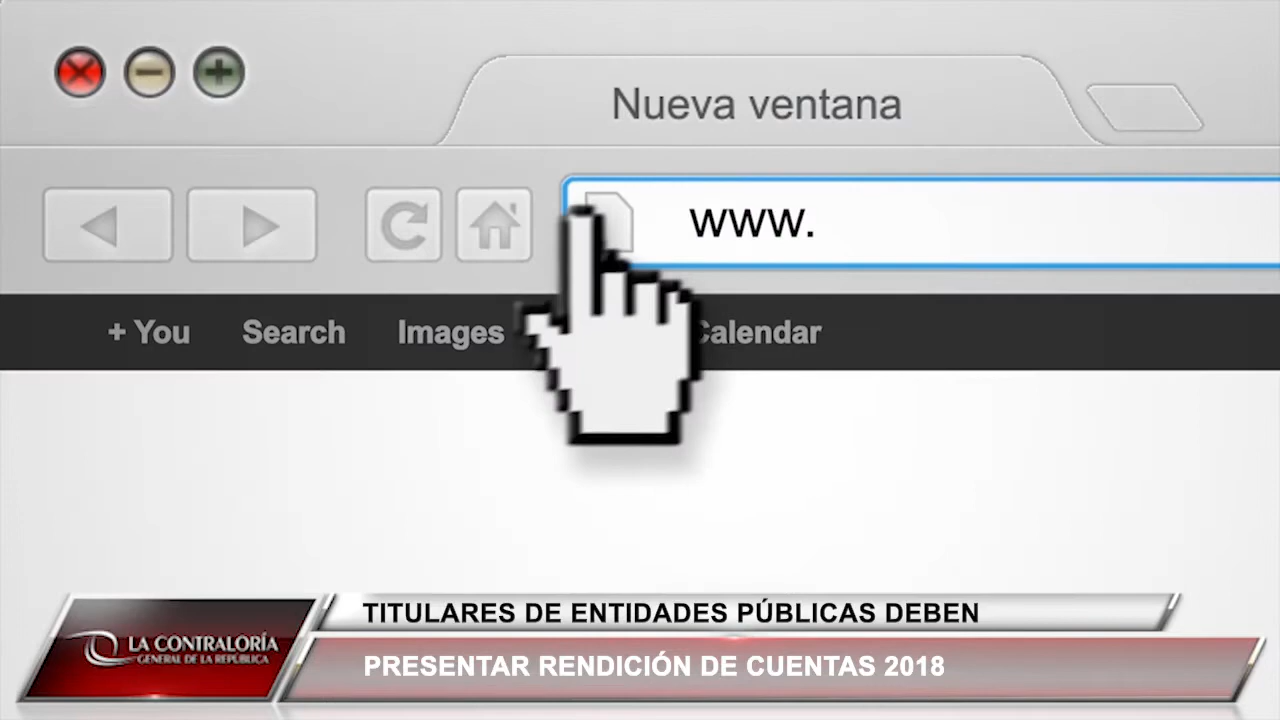 Nueva ventana
www.
+ You Search Images Calendar
TITULARES DE ENTIDADES PÚBLICAS DEBEN
LA CONTRALORÍA
GENERAL DE LA REPÚBLICA
PRESENTAR RENDICIÓN DE CUENTAS 2018